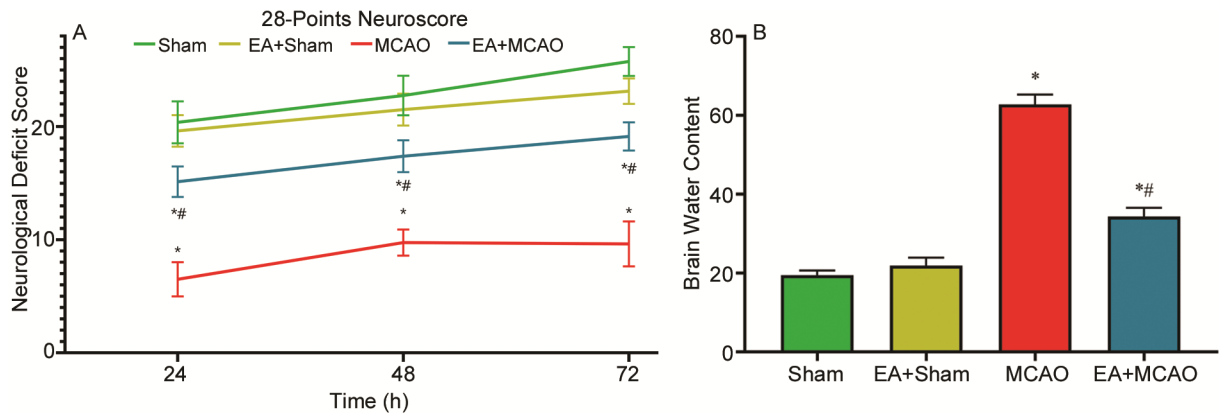 A
28-Points Neuroscore
Sham EA+Sham MCAO EA+MCAO
Neurological Deficit Score
20
10
0
*#
*
*#
*
*#
*
24 48 72
Time (h)
B
Brain Water Content
80
60
40
20
0
*
*#
Sham EA+Sham MCAO EA+MCAO